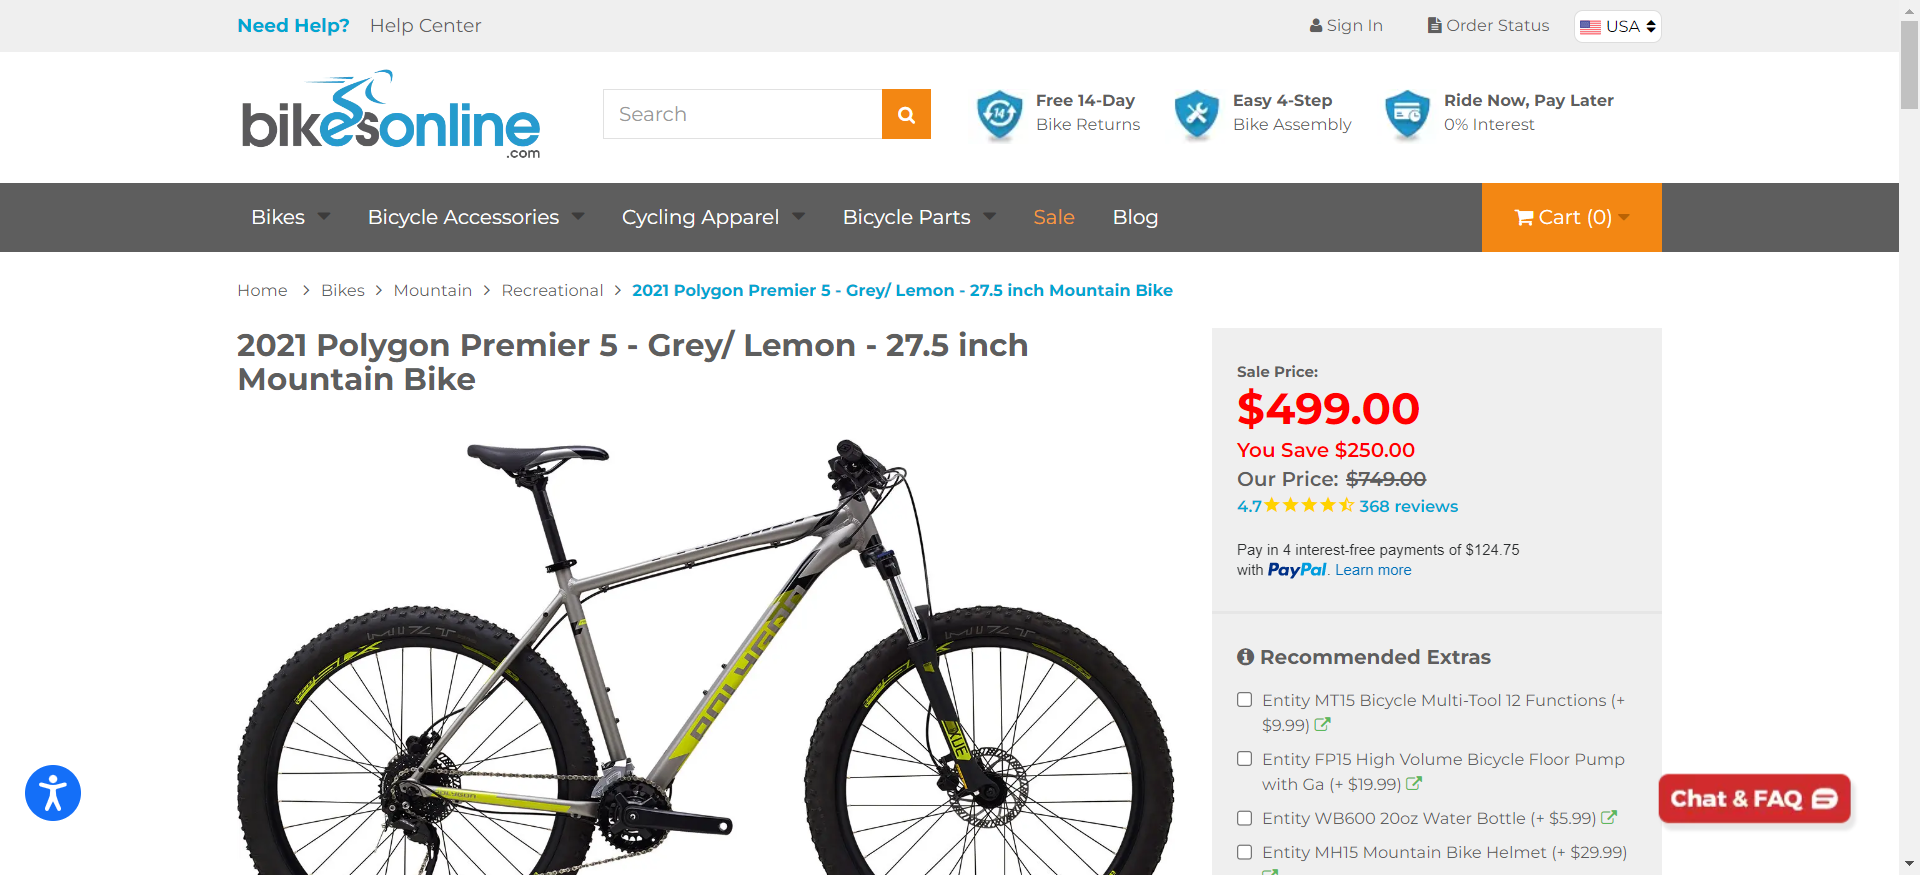 Need Help? Help Center
Sign In Order Status USA
bikesonline
.com
Search
Free 14-Day
Bike Returns
14
Easy 4-Step
Bike Assembly
Ride Now, Pay Later
0% Interest
Bikes Bicycle Accessories Cycling Apparel Bicycle Parts Sale Blog Cart (0)
Home > Bikes > Mountain > Recreational > 2021 Polygon Premier 5 - Grey/ Lemon - 27.5 inch Mountain Bike
2021 Polygon Premier 5 - Grey/ Lemon - 27.5 inch
Mountain Bike
POLYGON
Sale Price:
$499.00
You Save $250.00
Our Price: $749.00
4.7 368 reviews
Pay in 4 interest-free payments of $124.75
with PayPal. Learn more
Recommended Extras
Entity MT15 Bicycle Multi-Tool 12 Functions (+
$9.99)
Entity FP15 High Volume Bicycle Floor Pump
with Ga (+ $19.99)
Entity WB600 20oz Water Bottle (+ $5.99)
Entity MH15 Mountain Bike Helmet (+ $29.99)
Chat & FAQ